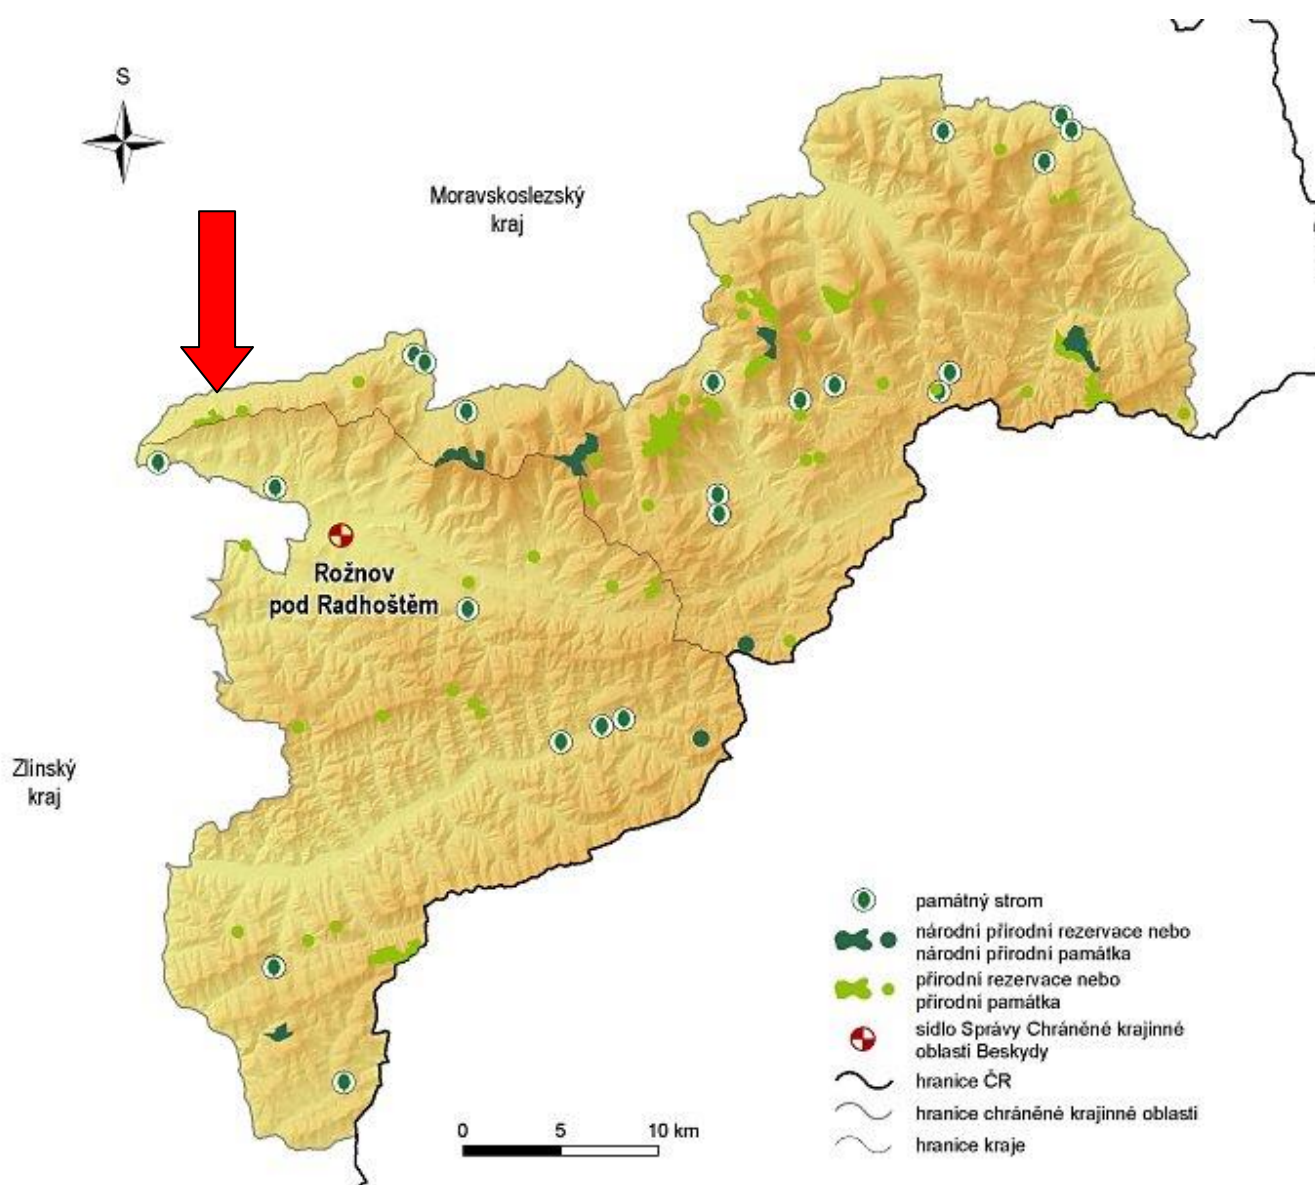 S
Moravskoslezský
kraj
Rožnov
pod Radhoštěm
Zlínský
kraj
památný strom
národní přírodní rezervace nebo
národní přírodní památka
přírodní rezervace nebo
přírodní památka
sídlo Správy Chráněné krajinné
oblasti Beskydy
hranice ČR
hranice chráněné krajinné oblasti
hranice kraje
0 5 10 km